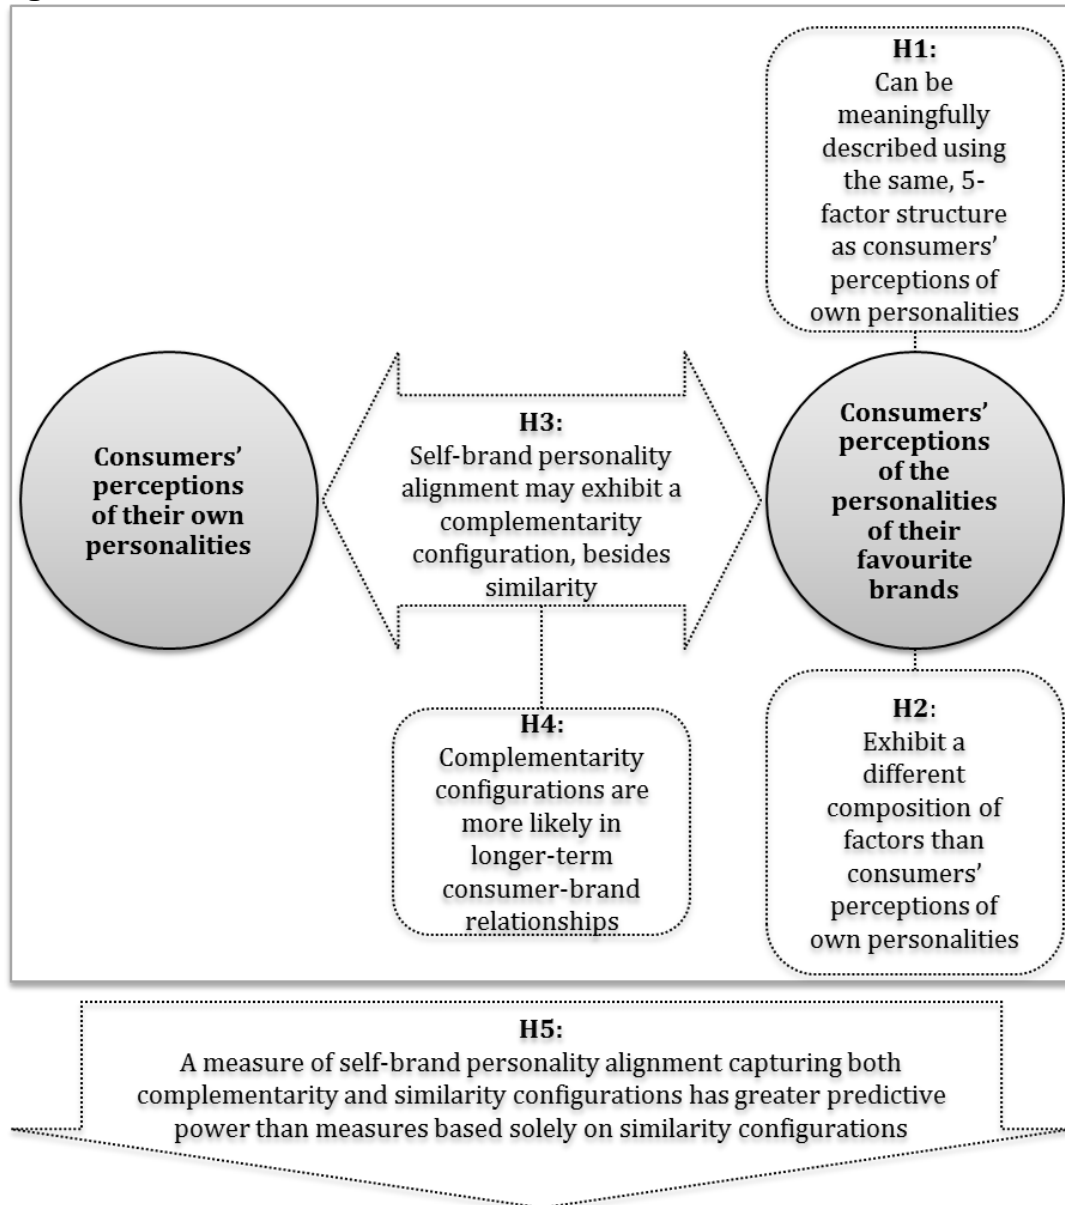 H1:
Can be
meaningfully
described using
the same, 5-
factor structure
as consumers’
perceptions of
own personalities
Consumers’
perceptions
of their own
personalities
H3:
Self-brand personality
alignment may exhibit a
complementarity
configuration, besides
similarity
Consumers’
perceptions
of the
personalities
of their
favourite
brands
H4:
Complementarity
configurations are
more likely in
longer-term
consumer-brand
relationships
H2:
Exhibit a
different
composition of
factors than
consumers’
perceptions of
own personalities
H5:
A measure of self-brand personality alignment capturing both
complementarity and similarity configurations has greater predictive
power than measures based solely on similarity configurations